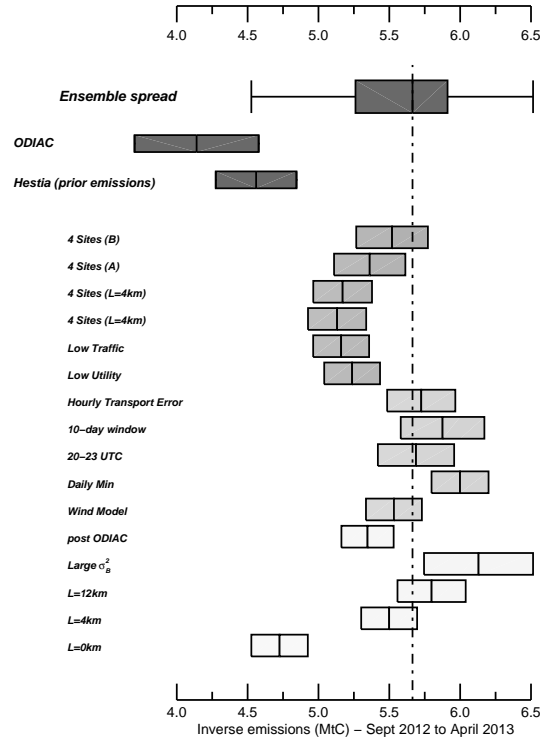 4.0 4.5 5.0 5.5 6.0 6.5
Ensemble spread
ODIAC
Hestia (prior emissions)
4 Sites (B)
4 Sites (A)
4 Sites (L=4km)
4 Sites (L=4km)
Low Traffic
Low Utility
Hourly Transport Error
10−day window
20−23 UTC
Daily Min
Wind Model
post ODIAC
Large σ_B^2
L=12km
L=4km
L=0km
4.0 4.5 5.0 5.5 6.0 6.5
Inverse emissions (MtC) − Sept 2012 to April 2013